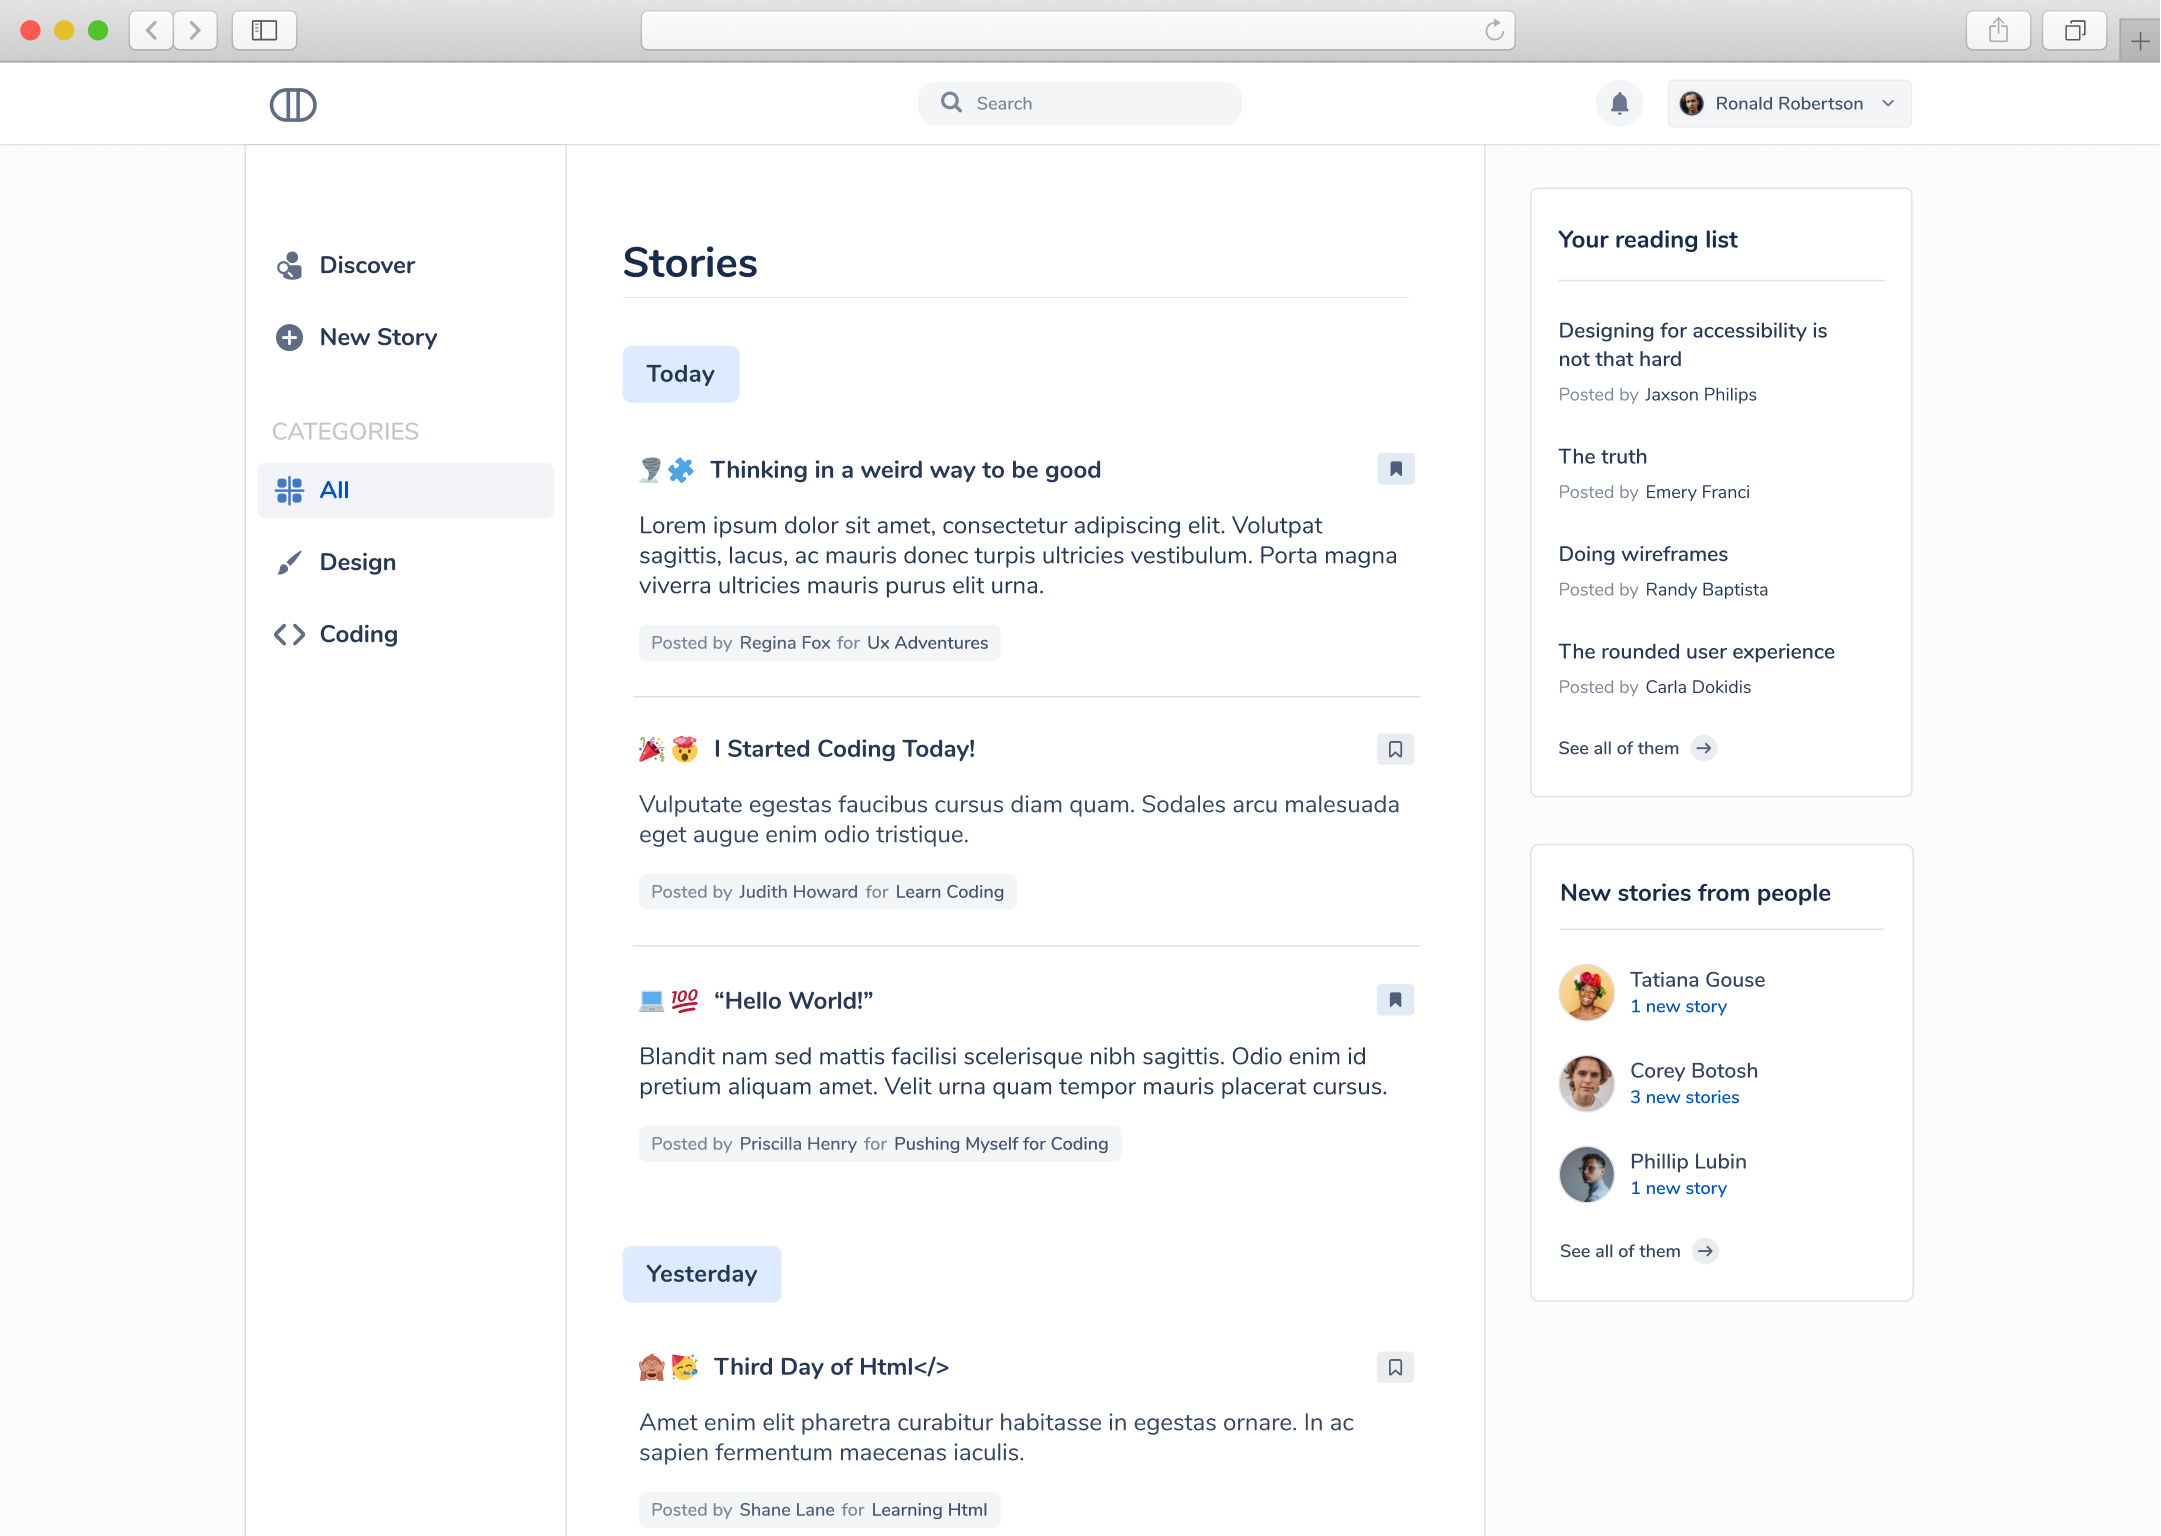 Search
Ronald Robertson
Discover
New Story
CATEGORIES
All
Design
Coding
Stories
Today
Thinking in a weird way to be good
Lorem ipsum dolor sit amet, consectetur adipiscing elit. Volutpat
sagittis, lacus, ac mauris donec turpis ultricies vestibulum. Porta magna
viverra ultricies mauris purus elit urna.
Posted by Regina Fox for Ux Adventures
I Started Coding Today!
Vulputate egestas faucibus cursus diam quam. Sodales arcu malesuada
eget augue enim odio tristique.
Posted by Judith Howard for Learn Coding
100 “Hello World!”
Blandit nam sed mattis facilisi scelerisque nibh sagittis. Odio enim id
pretium aliquam amet. Velit urna quam tempor mauris placerat cursus.
Posted by Priscilla Henry for Pushing Myself for Coding
Yesterday
Third Day of Html</>
Amet enim elit pharetra curabitur habitasse in egestas ornare. In ac
sapien fermentum maecenas iaculis.
Posted by Shane Lane for Learning Html
Your reading list
Designing for accessibility is
not that hard
Posted by Jaxson Philips
The truth
Posted by Emery Franci
Doing wireframes
Posted by Randy Baptista
The rounded user experience
Posted by Carla Dokidis
See all of them
New stories from people
Tatiana Gouse
1 new story
Corey Botosh
3 new stories
Phillip Lubin
1 new story
See all of them